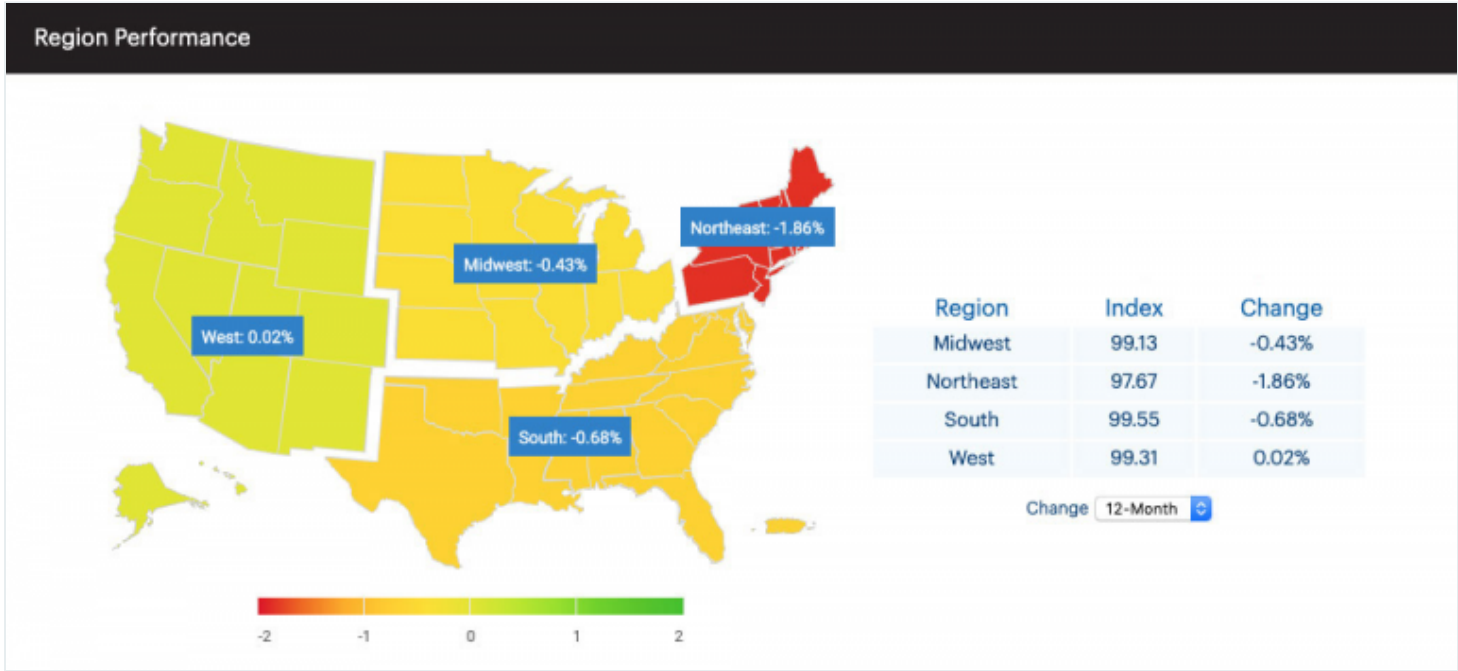 Region Performance
Northeast: -1.86%
Midwest: -0.43%
West: 0.02%
South: -0.68%
Region Index Change
Midwest 99.13 -0.43%
Northeast 97.67 -1.86%
South 99.55 -0.68%
West 99.31 0.02%
Change 12-Month
-2 -1 0 1 2